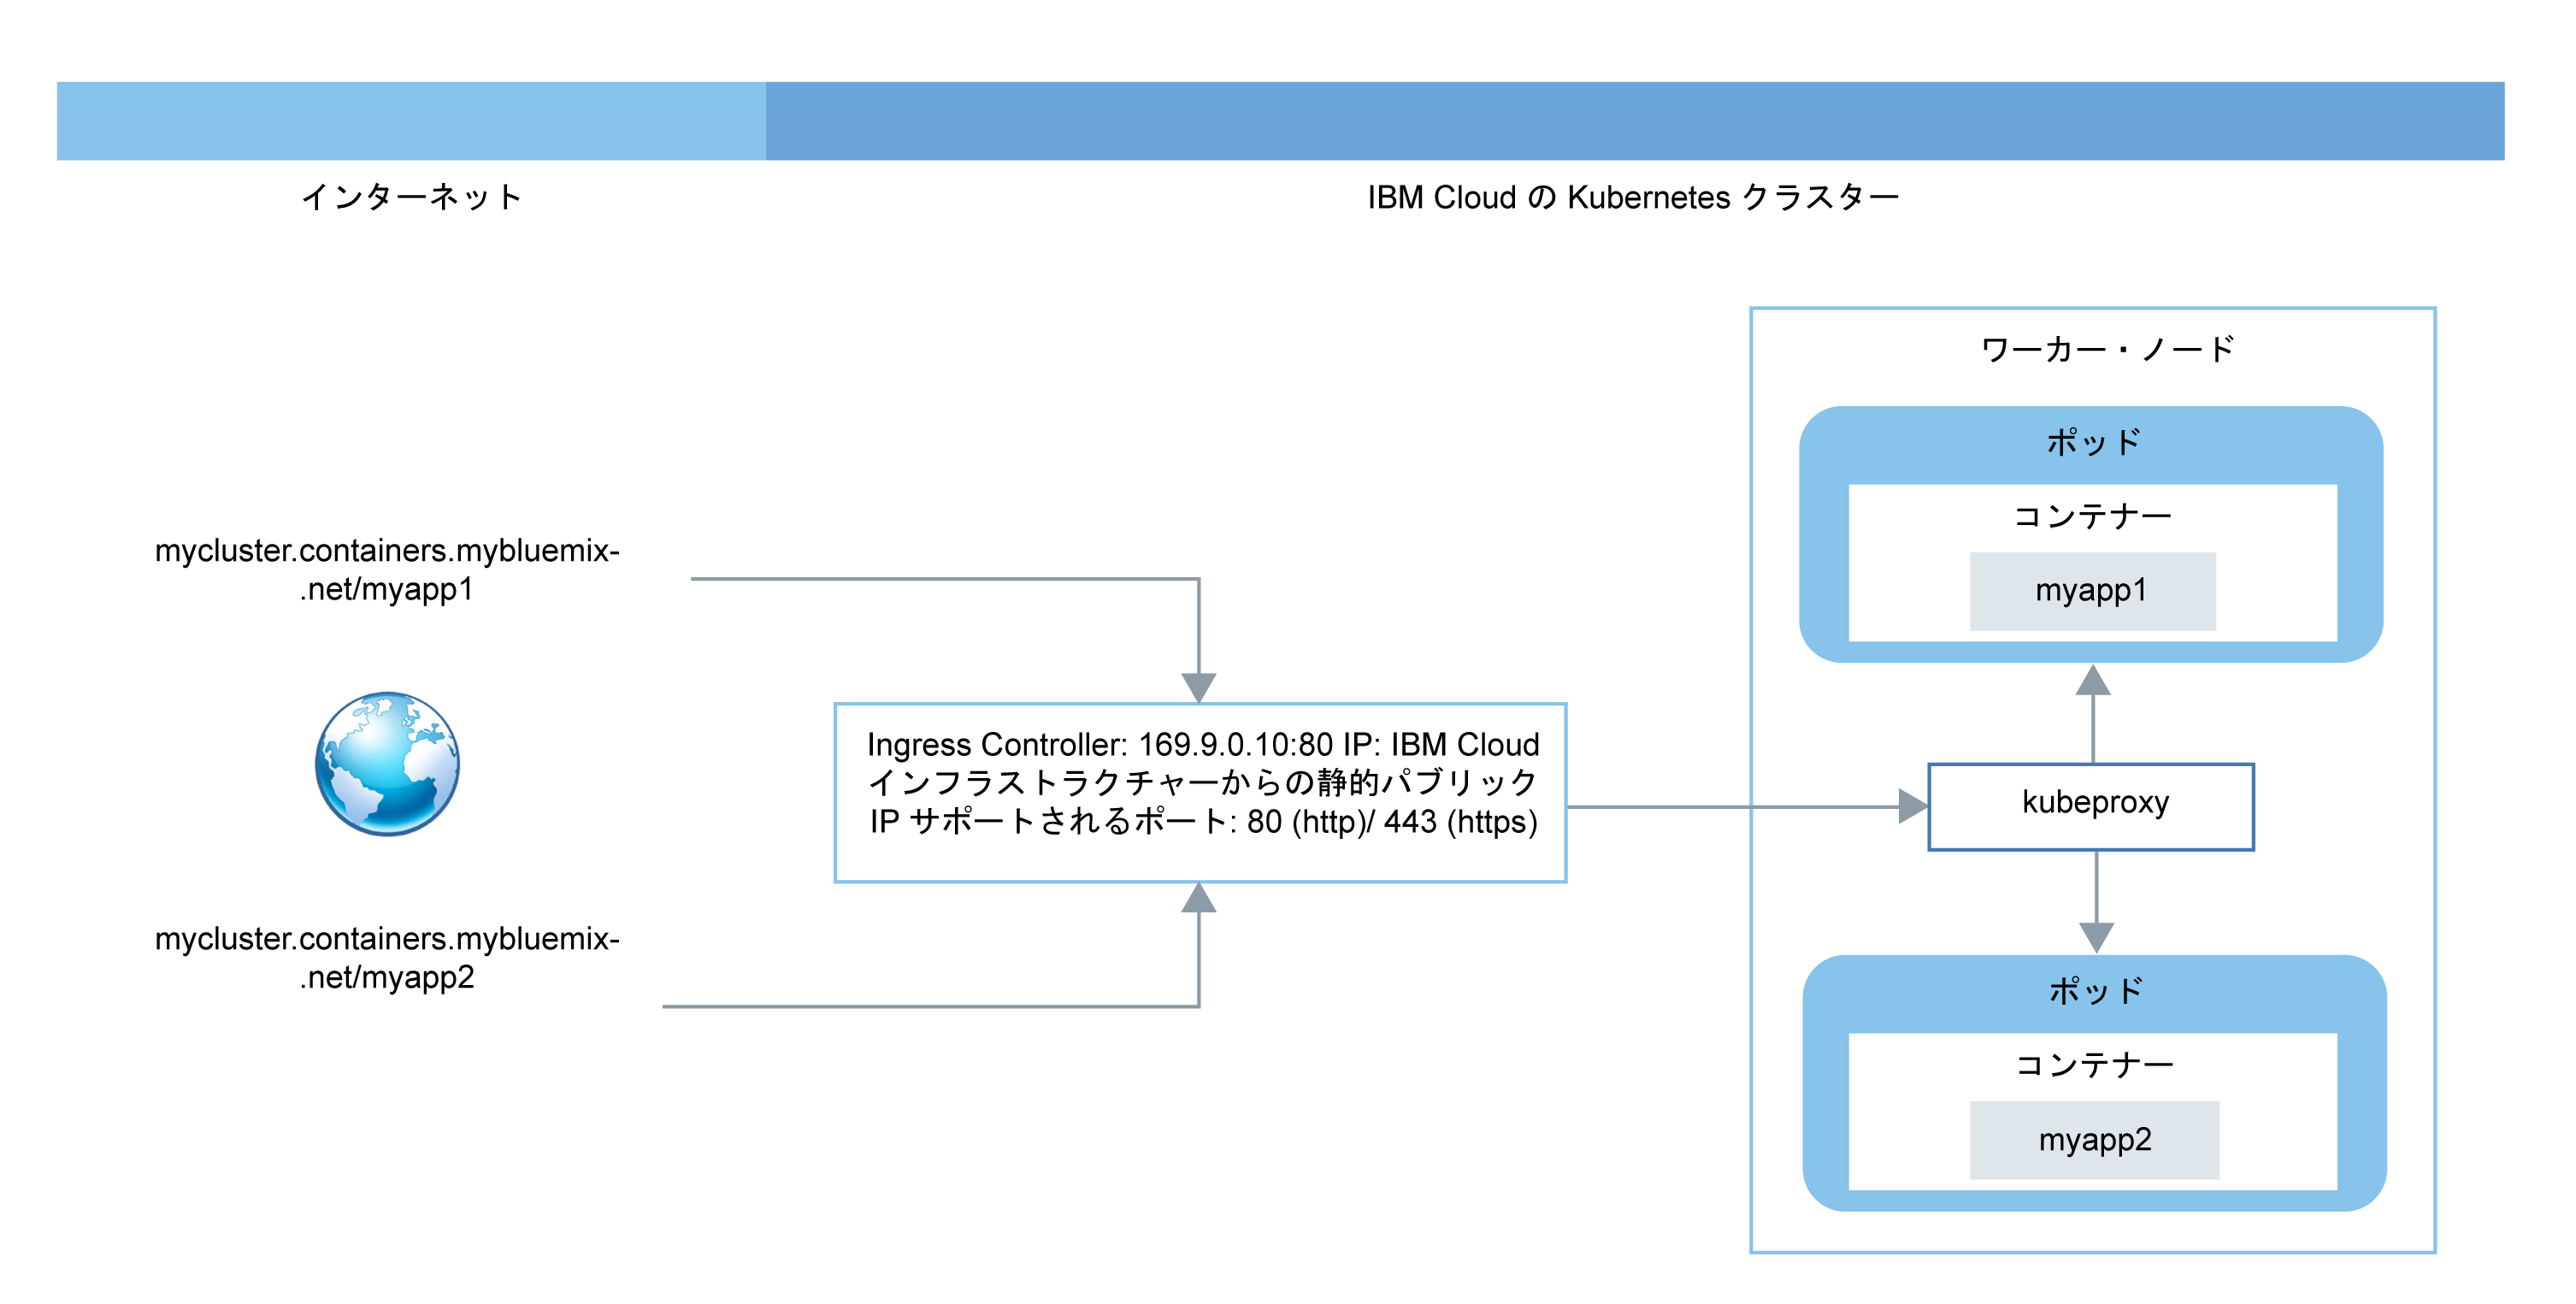 インターネット
IBM Cloud の Kubernetes クラスター
mycluster.containers.mybluemix-
.net/myapp1
mycluster.containers.mybluemix-
.net/myapp2
Ingress Controller: 169.9.0.10:80 IP: IBM Cloud
インフラストラクチャーからの静的パブリック
IP サポートされるポート: 80 (http)/ 443 (https)
ワーカー・ノード
ポッド
コンテナー
myapp1
kubeproxy
ポッド
コンテナー
myapp2